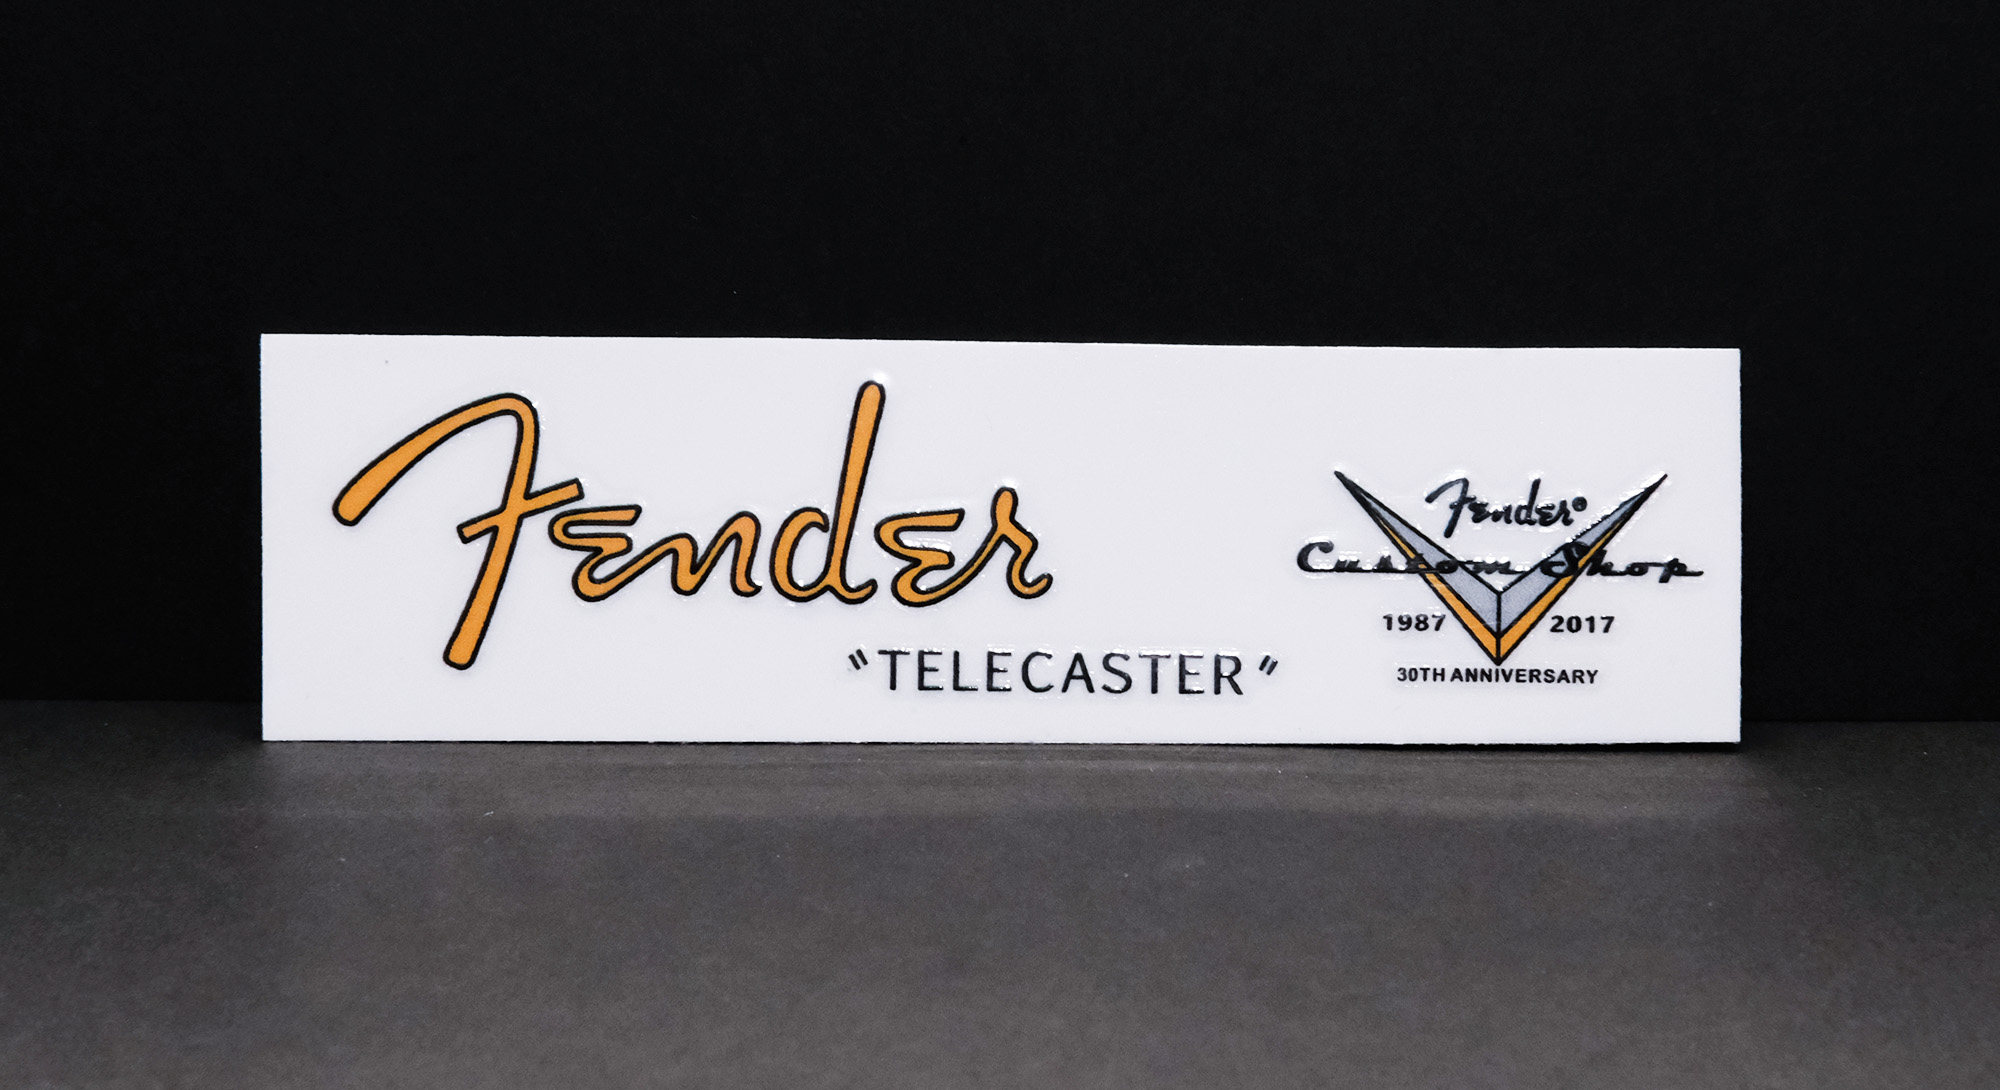 Fender
"TELECASTER"
Fender®
Custom Shop
1987 2017
30TH ANNIVERSARY